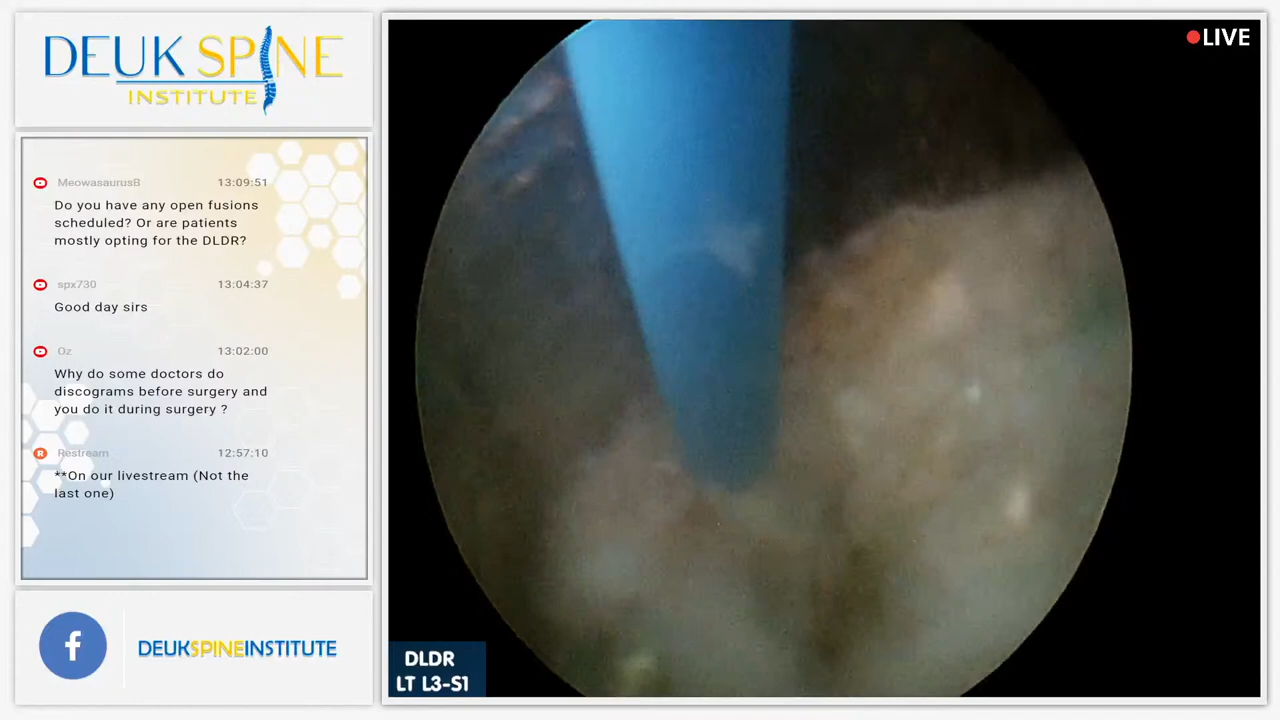 DEUK SPINE
INSTITUTE
MeowasaurusB 13:09:51
Do you have any open fusions
scheduled? Or are patients
mostly opting for the DLDR?
spx730 13:04:37
Good day sirs
Oz 13:02:00
Why do some doctors do
discograms before surgery and
you do it during surgery ?
Restream 12:57:10
**On our livestream (Not the
last one)
f DEUKSPINEINSTITUTE
LIVE
DLDR
LT L3-S1